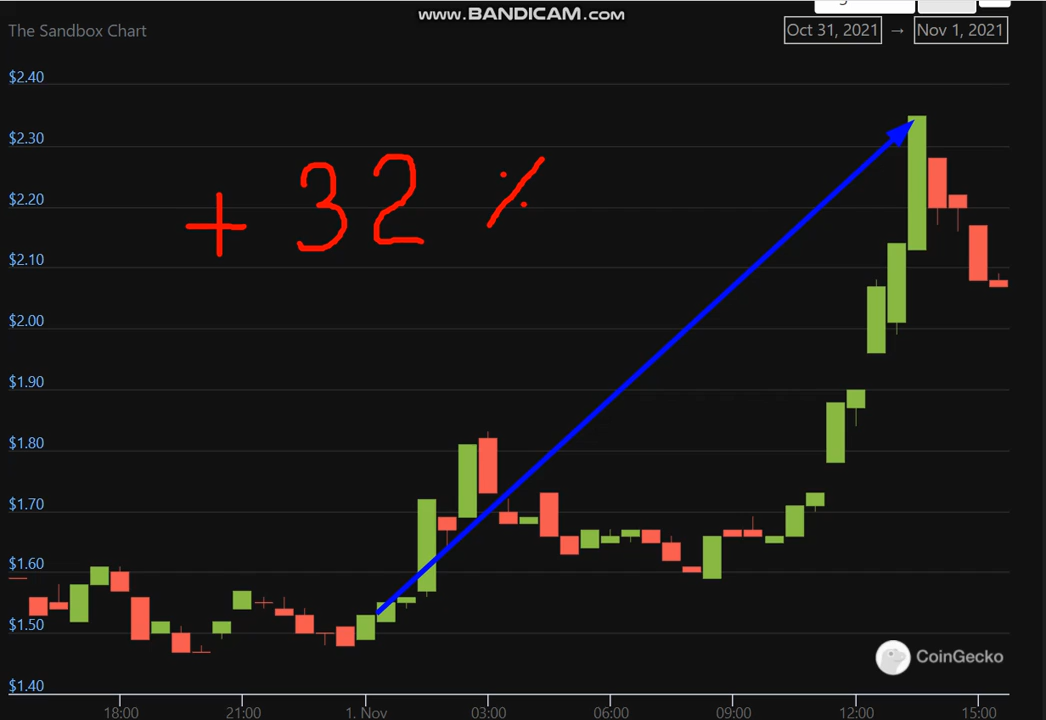 www.BANDICAM.com
The Sandbox Chart
Oct 31, 2021 → Nov 1, 2021
$2.40
$2.30
+ 32 %
$2.20
$2.10
$2.00
$1.90
$1.80
$1.70
$1.60
$1.50
CoinGecko
$1.40
18:00 21:00 1. Nov 03:00 06:00 09:00 12:00 15:00